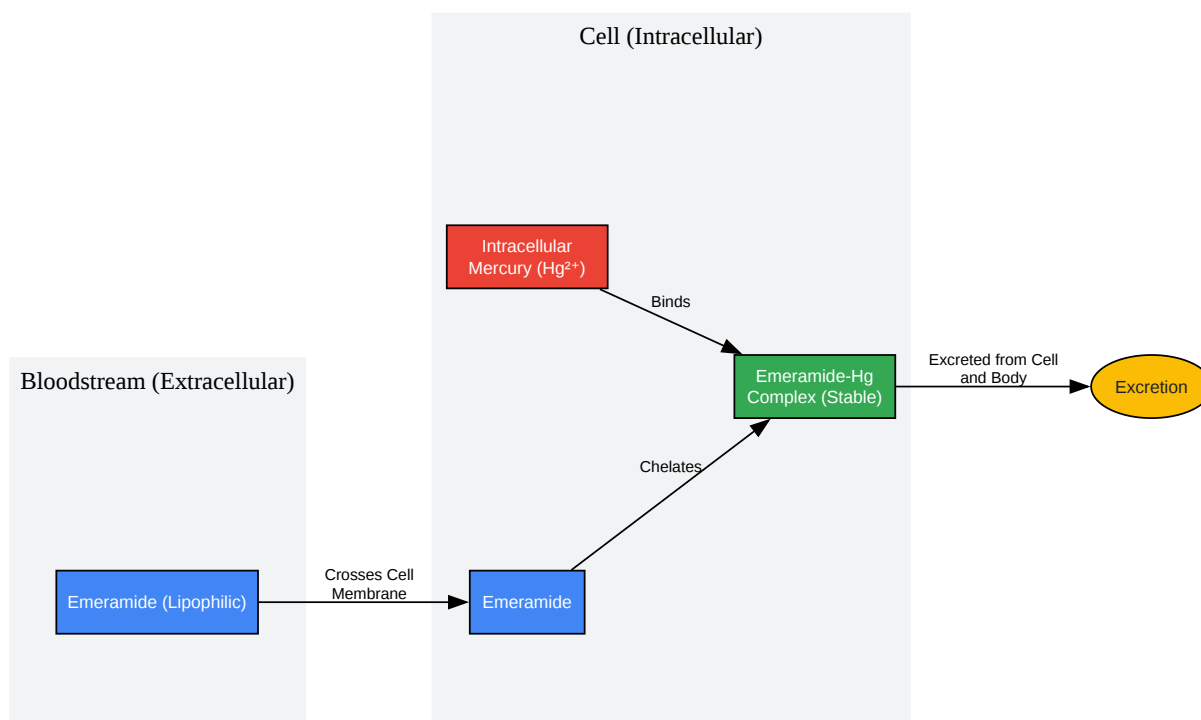 Cell (Intracellular)
Intracellular
Mercury (Hg²⁺)
Binds
Bloodstream (Extracellular)
Emeramide-Hg
Complex (Stable)
Excreted from Cell
and Body
Excretion
Chelates
Emeramide (Lipophilic)
Crosses Cell
Membrane
Emeramide